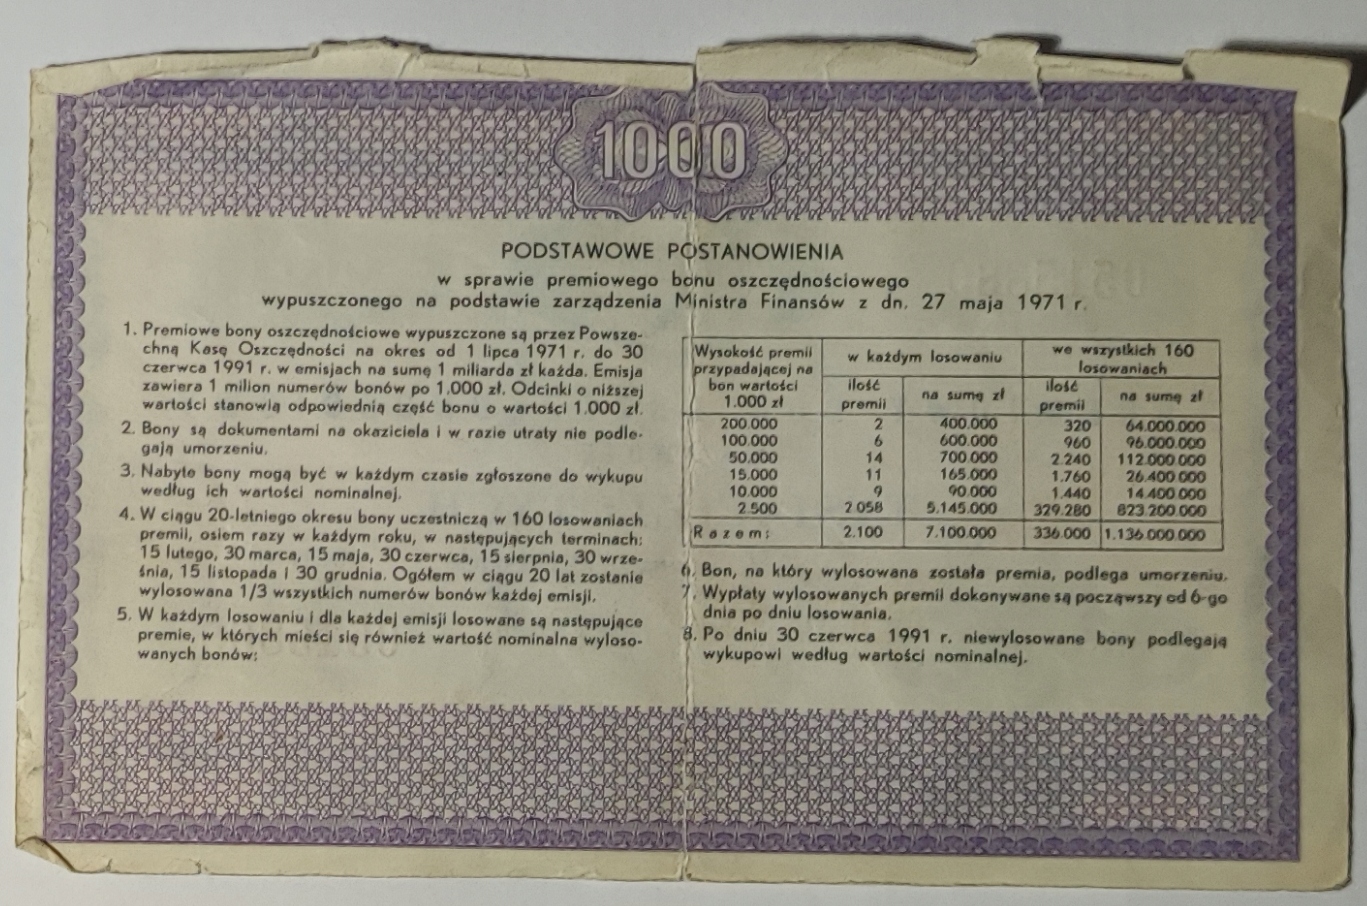 1000
PODSTAWOWE POSTANOWIENIA
w sprawie premiowego bonu oszczędnościowego
wypuszczonego na podstawie zarządzenia Ministra Finansów z dn. 27 maja 1971 r.
1. Premiowe bony oszczędnościowe wypuszczone są przez Powsze-
chną Kasę Oszczędności na okres od 1 lipca 1971 r. do 30
czerwca 1991 r. w emisjach na sumę 1 miliarda zł każda. Emisja
zawiera 1 milion numerów bonów po 1.000 zł. Odcinki o niższej
wartości stanowią odpowiednią część bonu o wartości 1.000 zł.
2. Bony są dokumentami na okaziciela i w razie utraty nie podle-
gają umorzeniu.
3. Nabyte bony mogą być w każdym czasie zgłoszone do wykupu
według ich wartości nominalnej.
4. W ciągu 20-letniego okresu bony uczestniczą w 160 losowaniach
premii, osiem razy w każdym roku, w następujących terminach:
15 lutego, 30 marca, 15 maja, 30 czerwca, 15 sierpnia, 30 wrze-
śnia, 15 listopada i 30 grudnia. Ogółem w ciągu 20 lat zostanie
wylosowana 1/3 wszystkich numerów bonów każdej emisji.
5. W każdym losowaniu i dla każdej emisji losowane są następujące
premie, w których mieści się również wartość nominalna wyloso-
wanych bonów:
Wysokość premii
przypadającej na
bon wartości
1.000 zł
w każdym losowaniu
we wszystkich 160
losowaniach
ilość
premii
na sumę zł
ilość
premii
na sumę zł
200.000 2 400.000 320 64.000.000
100.000 6 600.000 960 96.000.000
50.000 14 700.000 2.240 112.000.000
15.000 11 165.000 1.760 26.400.000
10.000 9 90.000 1.440 14.400.000
2.500 2 058 5.145.000 329.280 823.200.000
Razem: 2.100 7.100.000 336.000 1.136.000.000
6. Bon, na który wylosowana została premia, podlega umorzeniu.
7. Wypłaty wylosowanych premii dokonywane są począwszy od 6-go
dnia po dniu losowania.
8. Po dniu 30 czerwca 1991 r. niewylosowane bony podlegają
wykupowi według wartości nominalnej.